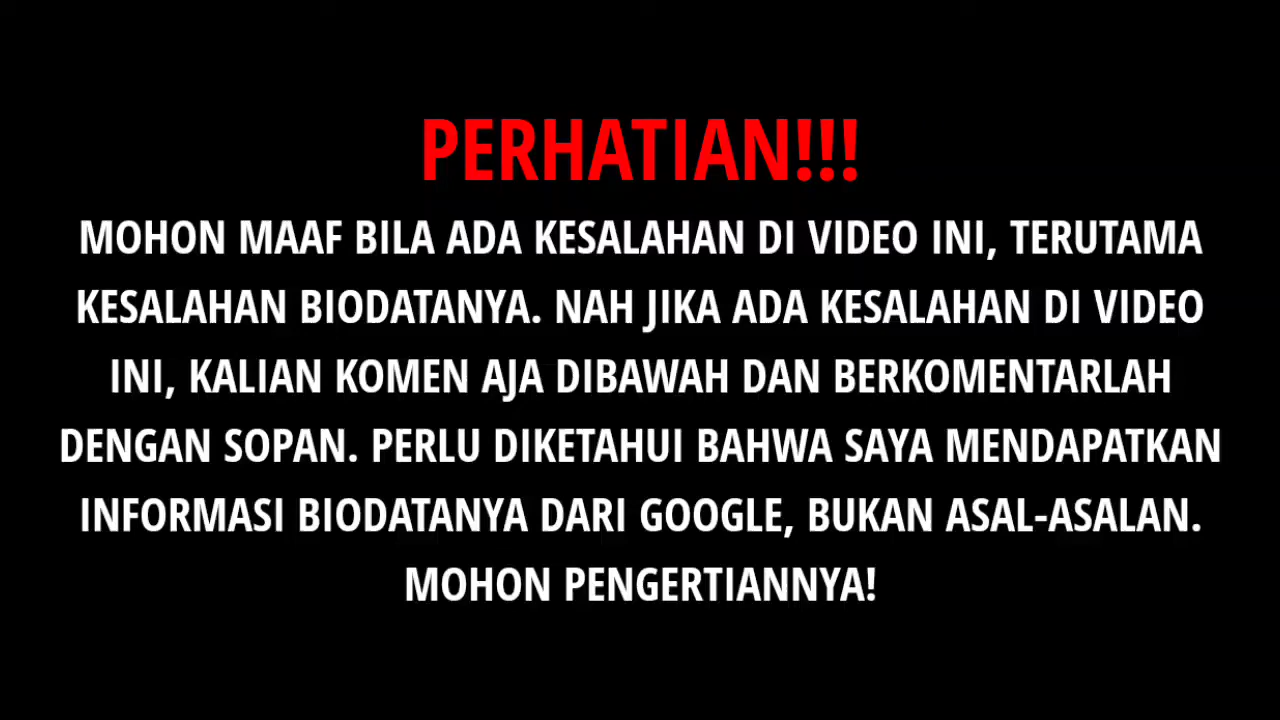 PERHATIAN!!!
MOHON MAAF BILA ADA KESALAHAN DI VIDEO INI, TERUTAMA
KESALAHAN BIODATANYA. NAH JIKA ADA KESALAHAN DI VIDEO
INI, KALIAN KOMEN AJA DIBAWAH DAN BERKOMENTARLAH
DENGAN SOPAN. PERLU DIKETAHUI BAHWA SAYA MENDAPATKAN
INFORMASI BIODATANYA DARI GOOGLE, BUKAN ASAL-ASALAN.
MOHON PENGERTIANNYA!